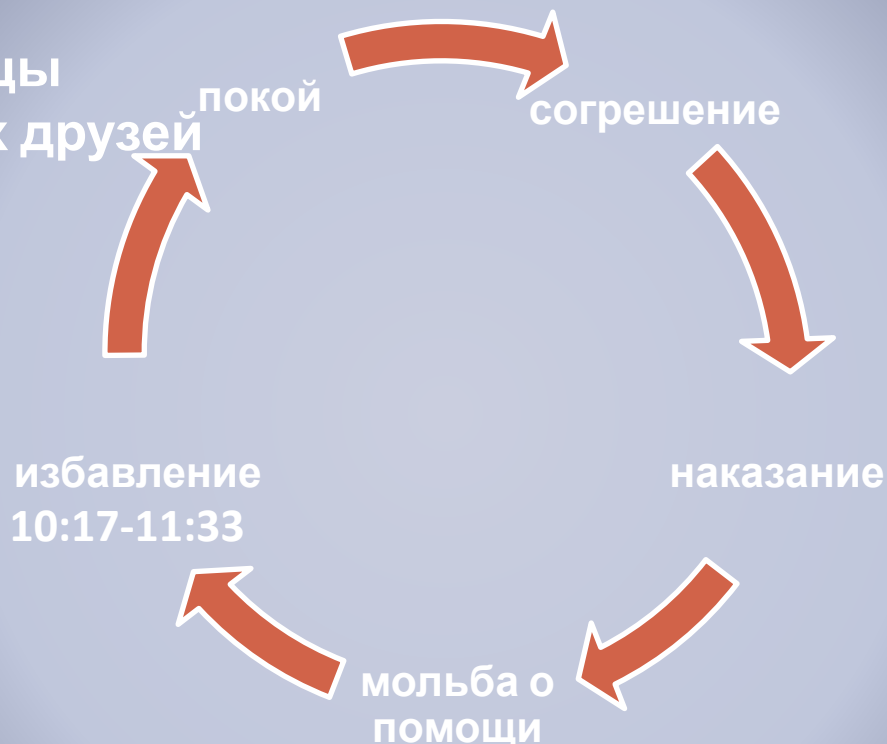 цы
х друзей
покой
согрешение
наказание
мольба о
помощи
избавление
10:17-11:33